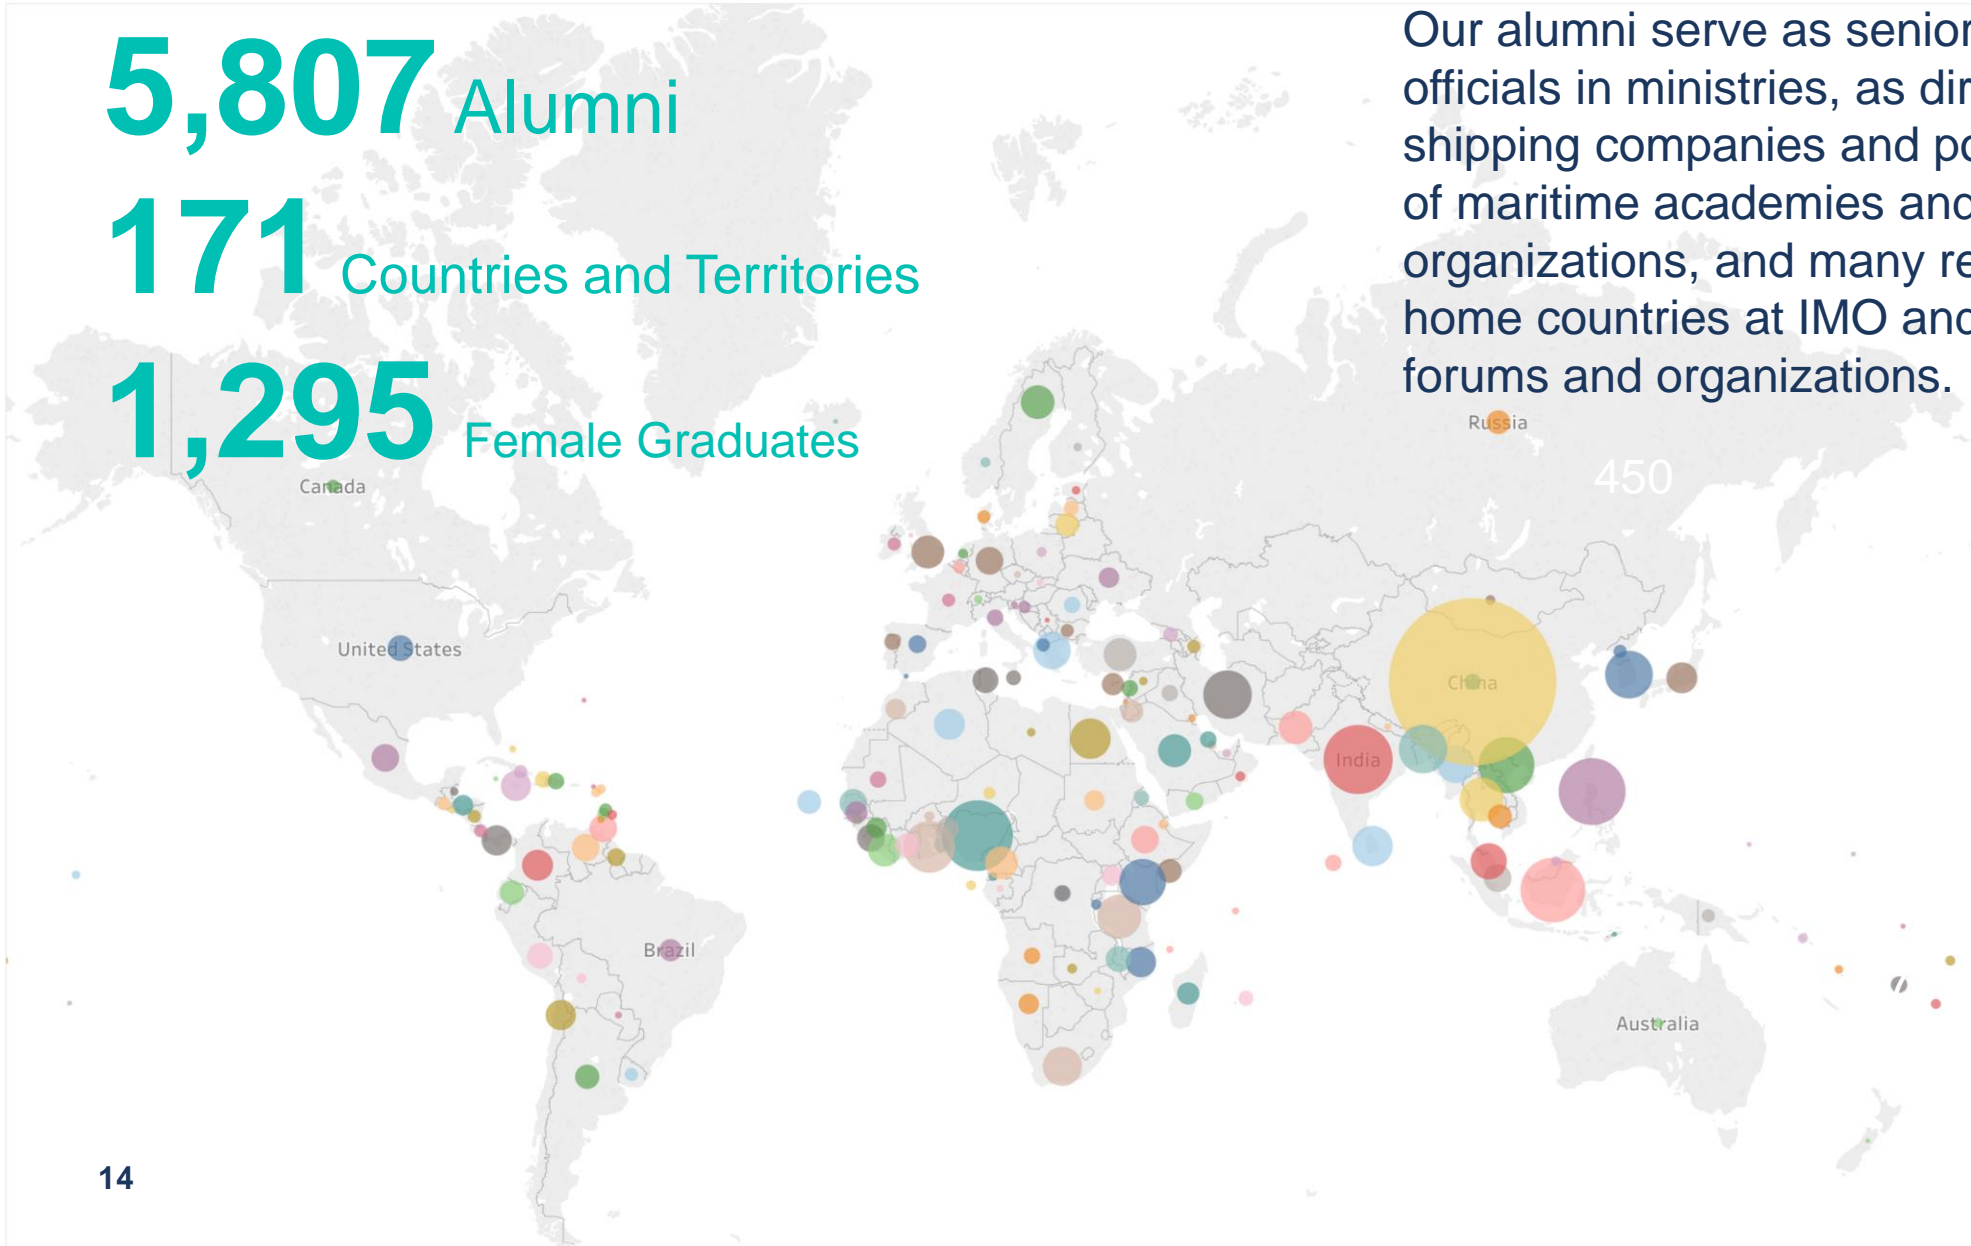 5,807 Alumni
171 Countries and Territories
1,295 Female Graduates
Our alumni serve as senior
officials in ministries, as dir
shipping companies and po
of maritime academies and
organizations, and many re
home countries at IMO and
forums and organizations.
Russia
450
Canada
United States
China
India
Brazil
Australia
14